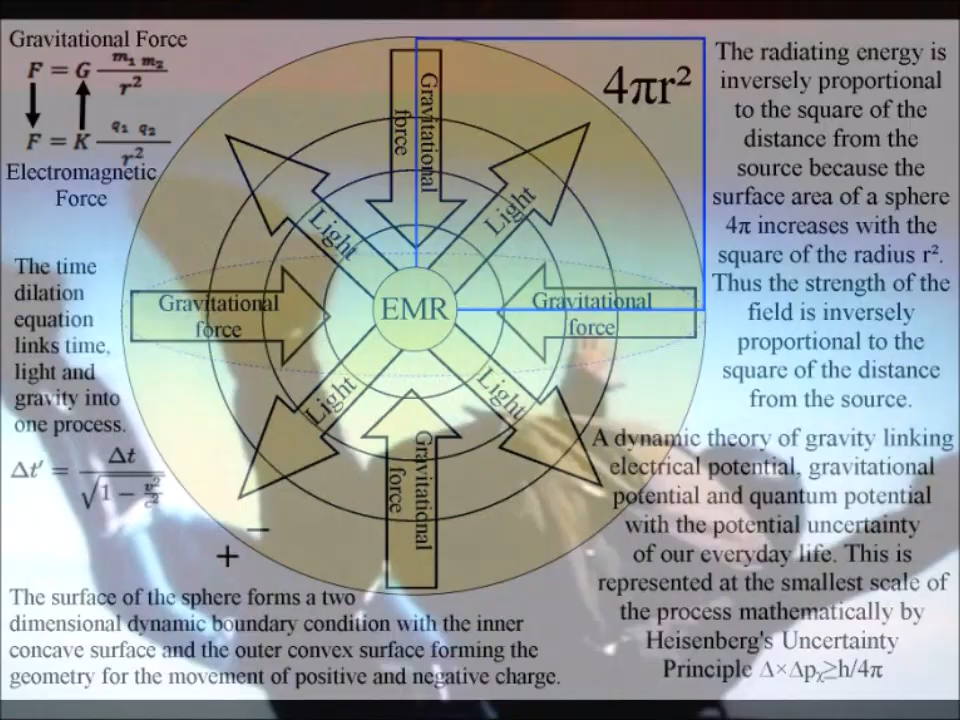 Gravitational Force
F = G m₁ m₂ / r²
F = K q₁ q₂ / r²
Electromagnetic
Force
The time
dilation
equation
links time,
light and
gravity into
one process.
Δt′ = Δt / √1 − v²/c²
4πr²
Gravitational
force
Light
Light
Gravitational
force
EMR
Gravitational
force
Light
Light
Gravitational
force
−
+
The radiating energy is
inversely proportional
to the square of the
distance from the
source because the
surface area of a sphere
4π increases with the
square of the radius r².
Thus the strength of the
field is inversely
proportional to the
square of the distance
from the source.
A dynamic theory of gravity linking
electrical potential, gravitational
potential and quantum potential
with the potential uncertainty
of our everyday life. This is
represented at the smallest scale of
the process mathematically by
Heisenberg's Uncertainty
Principle Δ×Δpᵪ≥h/4π
The surface of the sphere forms a two
dimensional dynamic boundary condition with the inner
concave surface and the outer convex surface forming the
geometry for the movement of positive and negative charge.